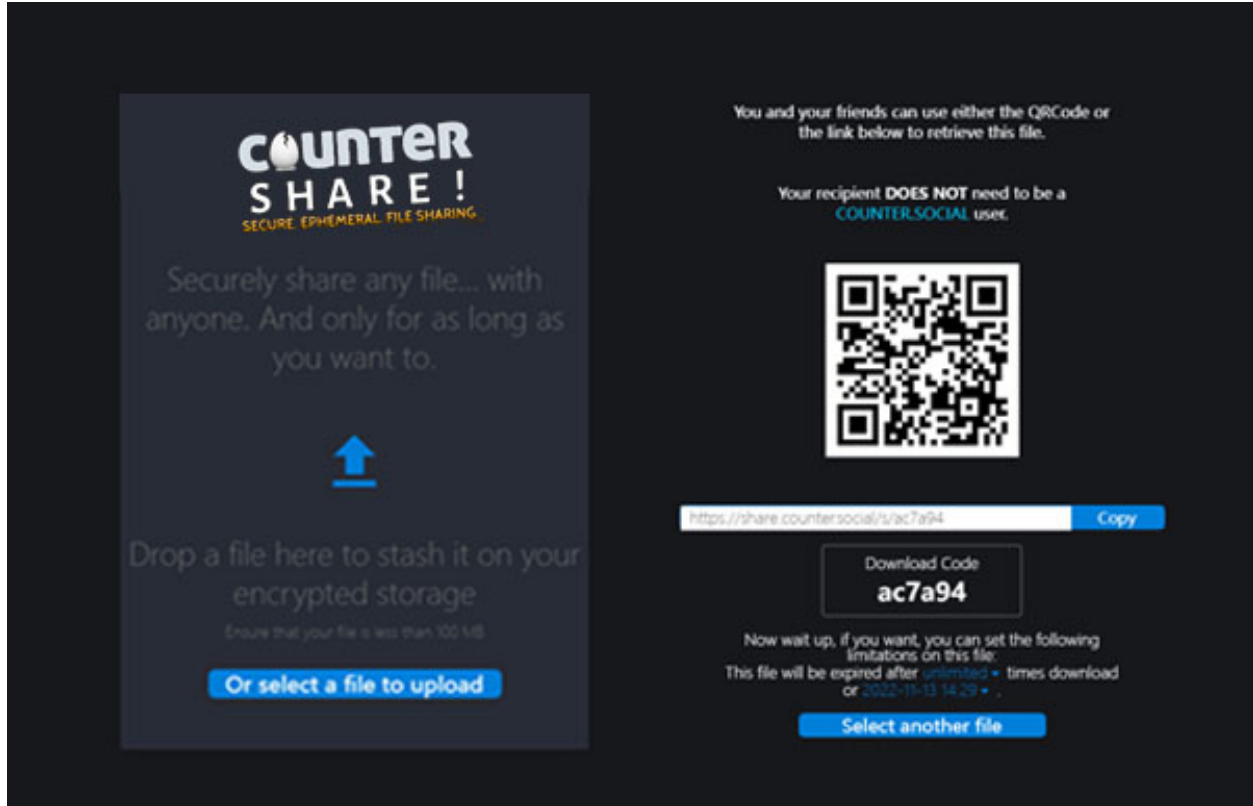 COUNTER
SHARE!
SECURE. EPHEMERAL. FILE SHARING.
Securely share any file... with
anyone. And only for as long as
you want to.
Drop a file here to stash it on your
encrypted storage
Ensure that your file is less than 100 MB
Or select a file to upload
You and your friends can use either the QRCode or
the link below to retrieve this file.
Your recipient DOES NOT need to be a
COUNTER.SOCIAL user.
https://share.counter.social/s/ac7a94
Copy
Download Code
ac7a94
Now wait up, if you want, you can set the following
limitations on this file:
This file will be expired after unlimited times download
or 2022-11-13 14:29 .
Select another file